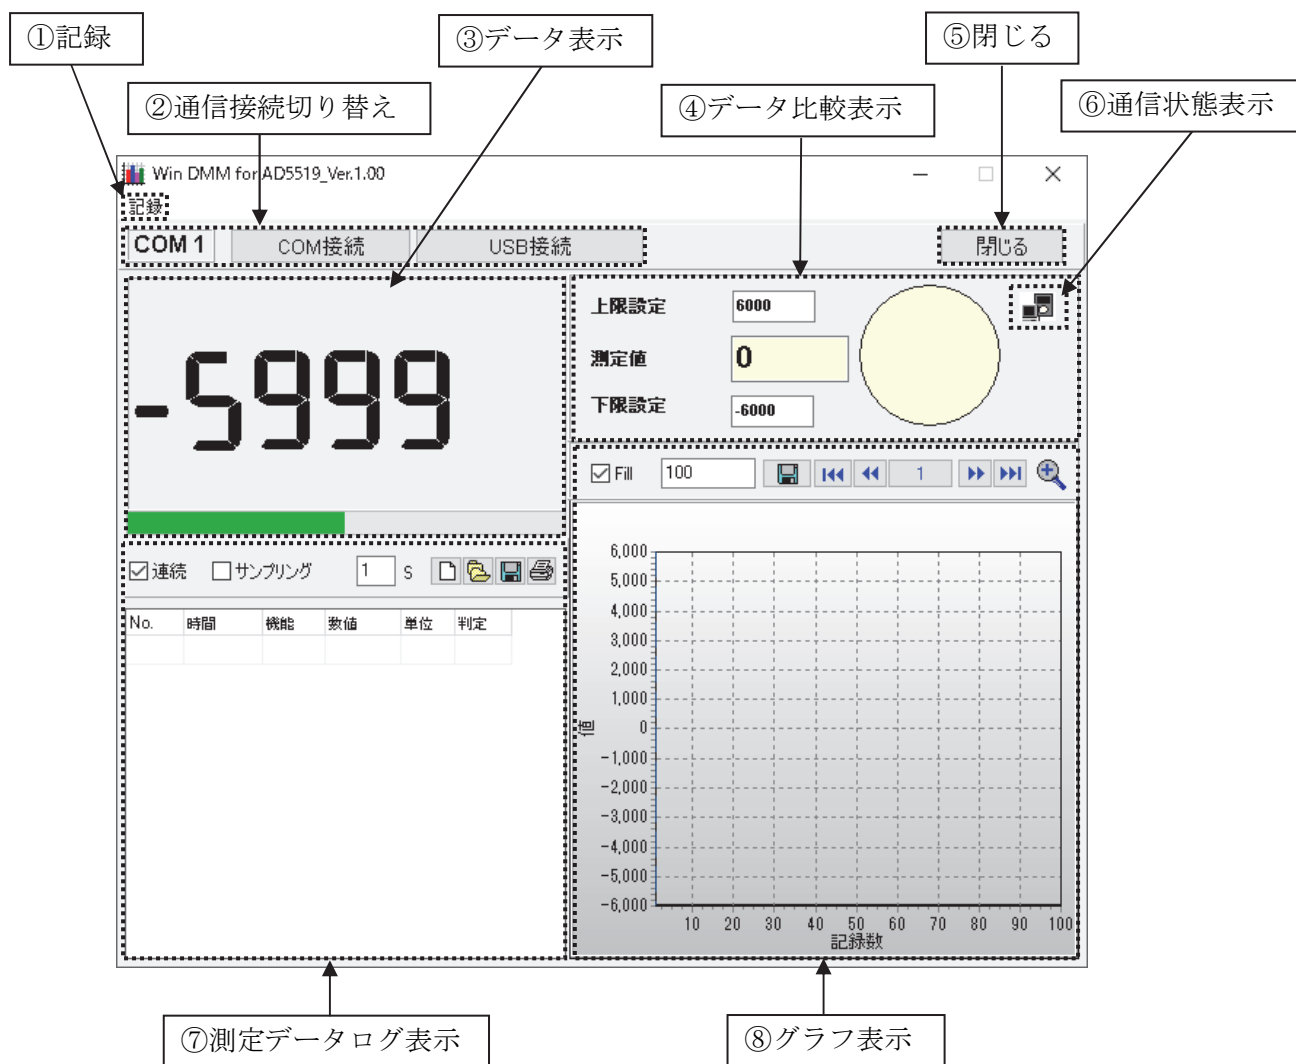 ①記録
③データ表示
⑤閉じる
②通信接続切り替え
④データ比較表示
⑥通信状態表示
Win DMM for AD5519_Ver.1.00
記録
COM 1 COM接続 USB接続 閉じる
-5999
上限設定 6000
測定値 0
下限設定 -6000
Fill 100 1
連続 サンプリング 1 S
No. 時間 機能 数値 単位 判定
6,000
5,000
4,000
3,000
2,000
1,000
0
-1,000
-2,000
-3,000
-4,000
-5,000
-6,000
値
10 20 30 40 50 60 70 80 90 100
記録数
⑦測定データログ表示
⑧グラフ表示